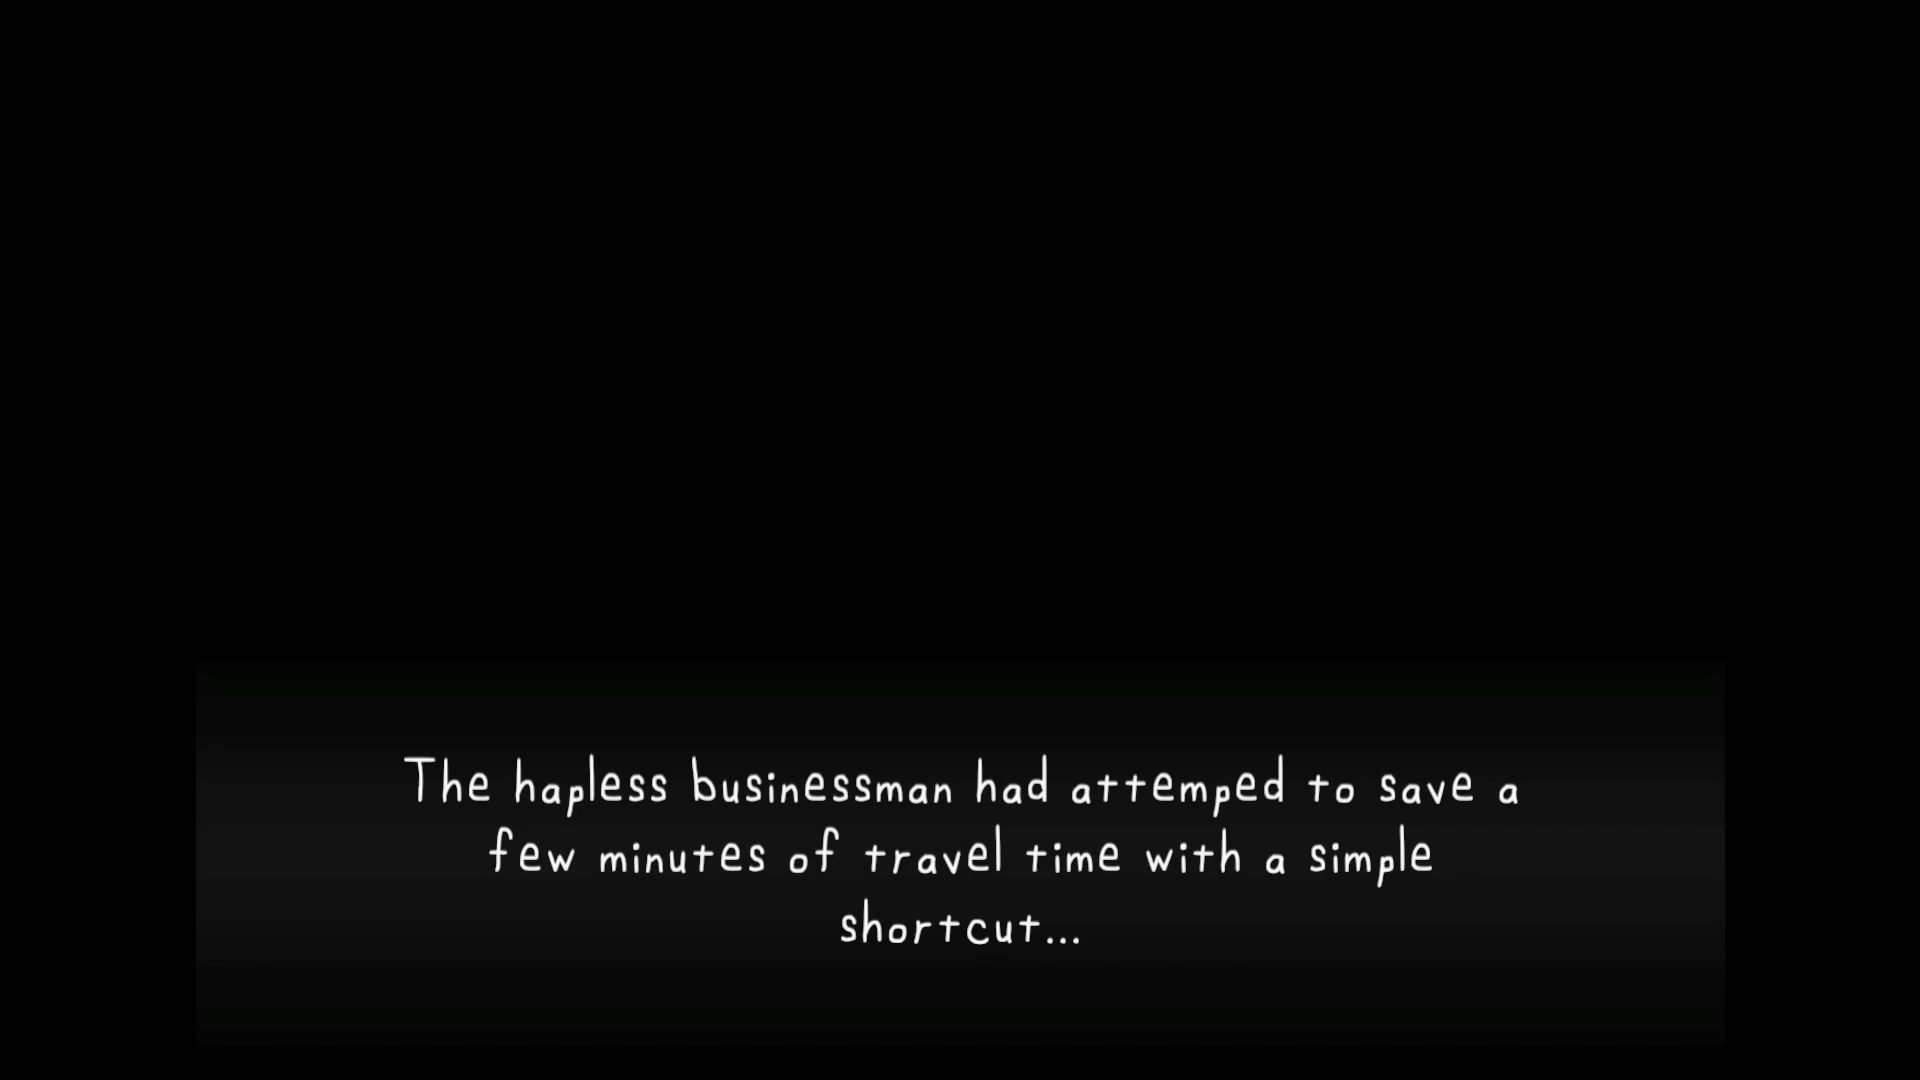 The hapless businessman had attemped to save a
few minutes of travel time with a simple
shortcut...